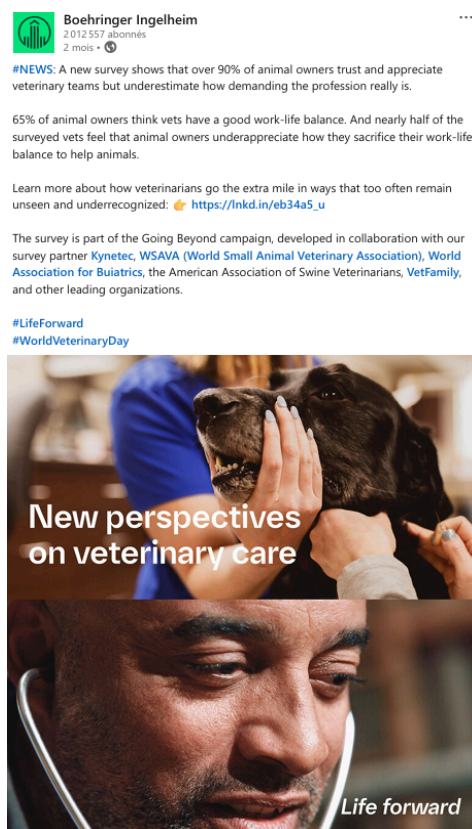 Boehringer Ingelheim
2 012 557 abonnés
2 mois •
#NEWS: A new survey shows that over 90% of animal owners trust and appreciate
veterinary teams but underestimate how demanding the profession really is.
65% of animal owners think vets have a good work-life balance. And nearly half of the
surveyed vets feel that animal owners underappreciate how they sacrifice their work-life
balance to help animals.
Learn more about how veterinarians go the extra mile in ways that too often remain
unseen and underrecognized: 👉 https://lnkd.in/eb34a5_u
The survey is part of the Going Beyond campaign, developed in collaboration with our
survey partner Kynetec, WSAVA (World Small Animal Veterinary Association), World
Association for Buiatrics, the American Association of Swine Veterinarians, VetFamily,
and other leading organizations.
#LifeForward
#WorldVeterinaryDay
New perspectives
on veterinary care
Life forward